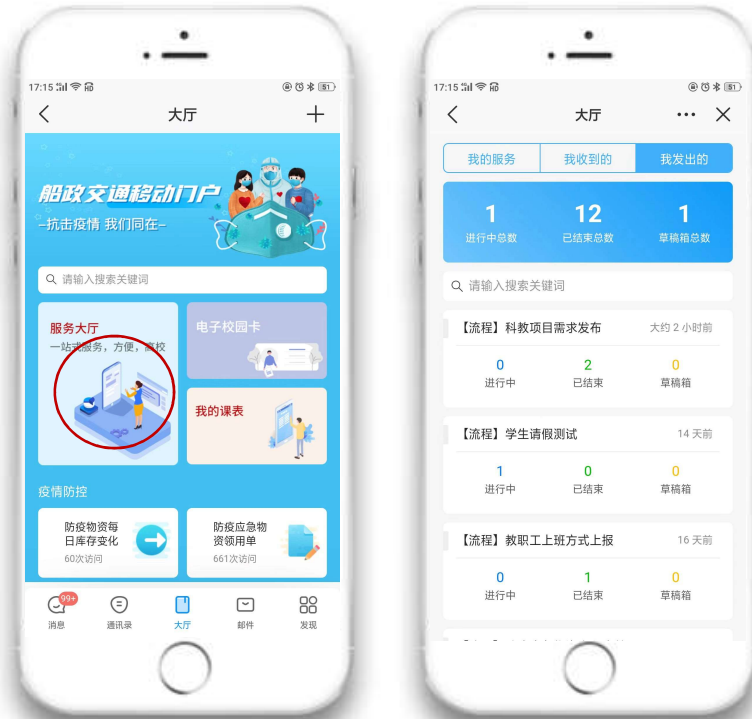 17:15
51
大厅
船政交通移动门户
-抗击疫情 我们同在-
请输入搜索关键词
服务大厅
一站式服务，方便，高校
电子校园卡
我的课表
疫情防控
防疫物资每
日库存变化
60次访问
防疫应急物
资领用单
661次访问
99+
消息
通讯录
大厅
邮件
发现
17:15
51
大厅
我的服务
我收到的
我发出的
1
12
1
进行中总数
已结束总数
草稿箱总数
请输入搜索关键词
【流程】科教项目需求发布
大约 2 小时前
0
2
0
进行中
已结束
草稿箱
【流程】学生请假测试
14 天前
1
0
0
进行中
已结束
草稿箱
【流程】教职工上班方式上报
16 天前
0
1
0
进行中
已结束
草稿箱